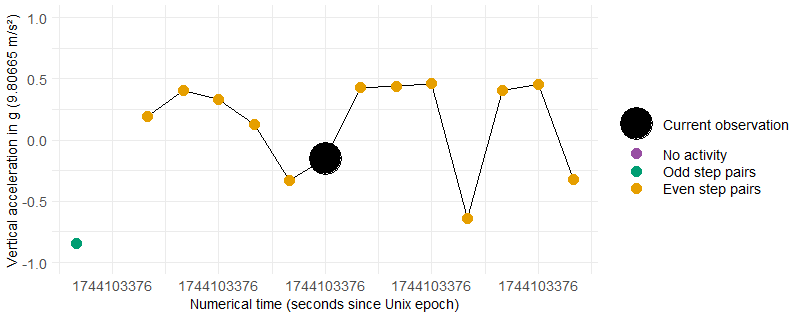 Vertical acceleration in g (9.80665 m/s²)
1.0
0.5
0.0
-0.5
-1.0
1744103376 1744103376 1744103376 1744103376 1744103376
Numerical time (seconds since Unix epoch)
Current observation
No activity
Odd step pairs
Even step pairs